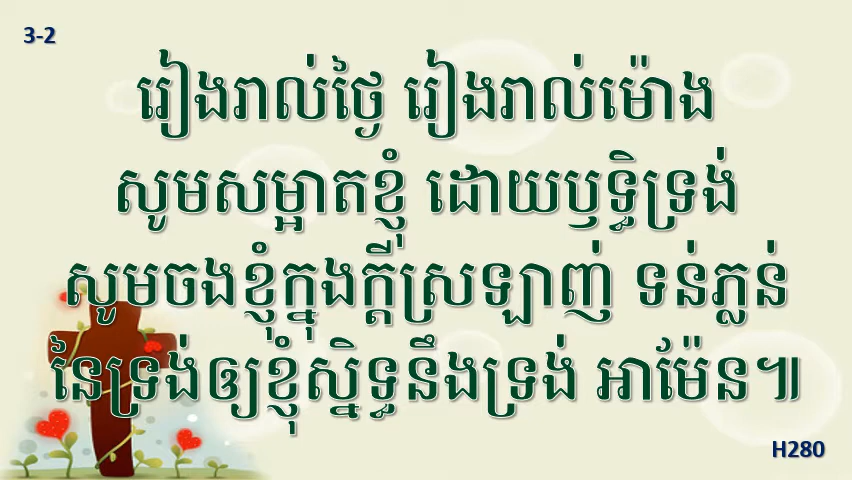 3-2
រៀងរាល់ថ្ងៃ រៀងរាល់ម៉ោង
សូមសម្អាតខ្ញុំ ដោយឫទ្ធិទ្រង់
សូមចងខ្ញុំក្នុងក្ដីស្រឡាញ់ ទន់ភ្លន់
នៃទ្រង់ឲ្យខ្ញុំស្និទ្ធនឹងទ្រង់ អាម៉ែន៕
H280